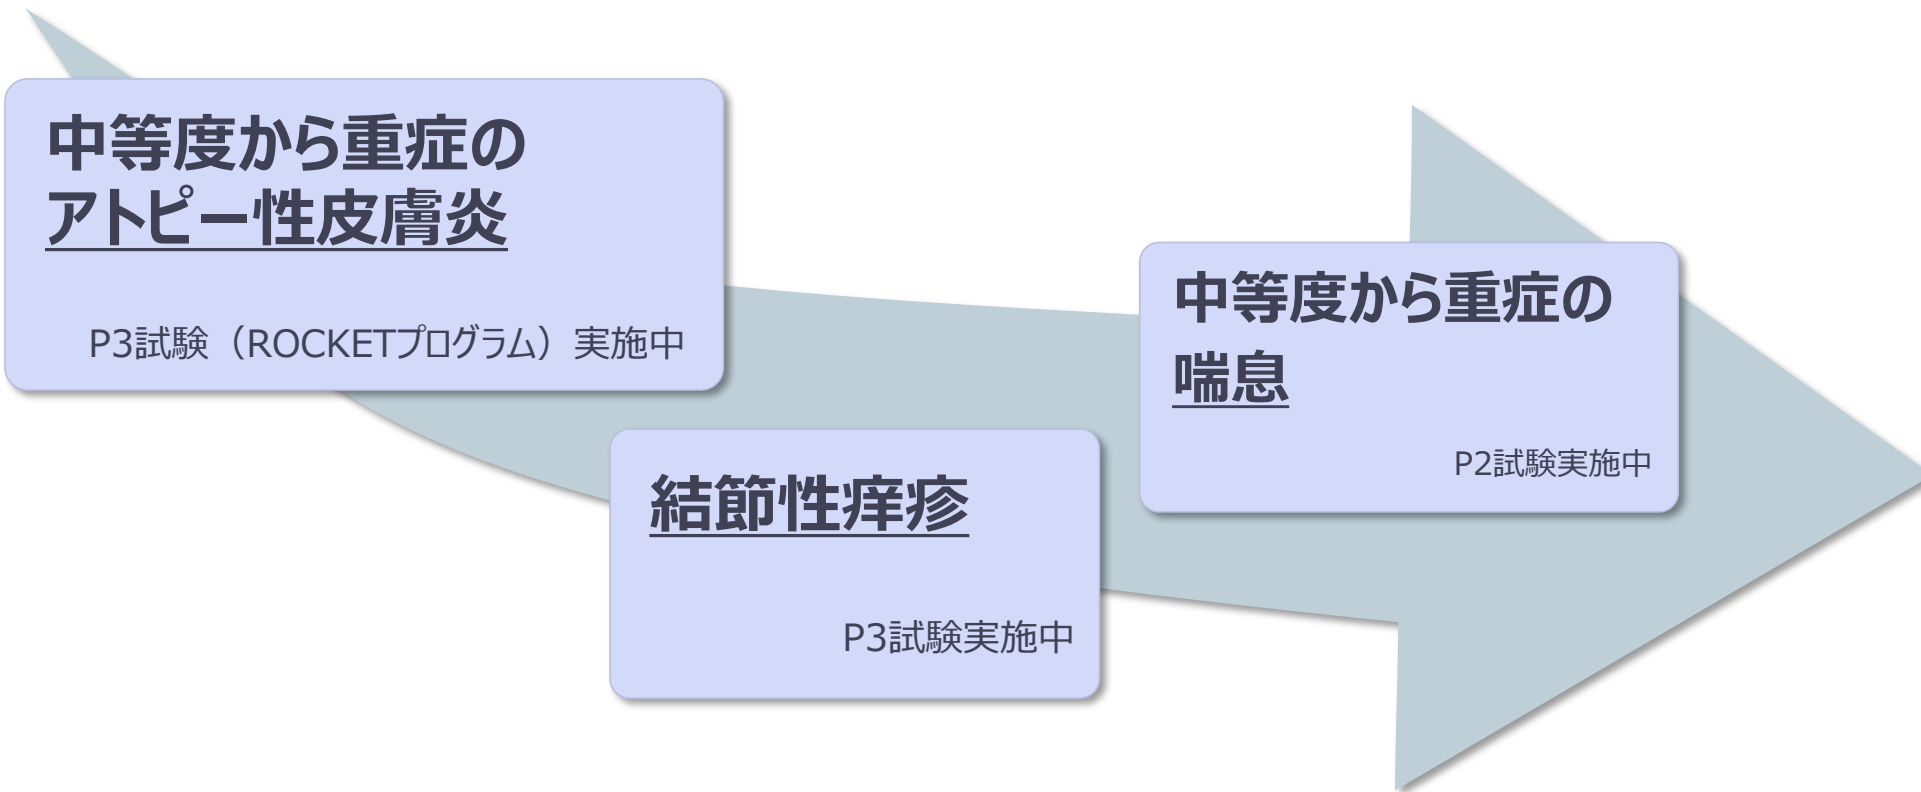 中等度から重症の
アトピー性皮膚炎
P3試験（ROCKETプログラム）実施中
結節性痒疹
P3試験実施中
中等度から重症の
喘息
P2試験実施中